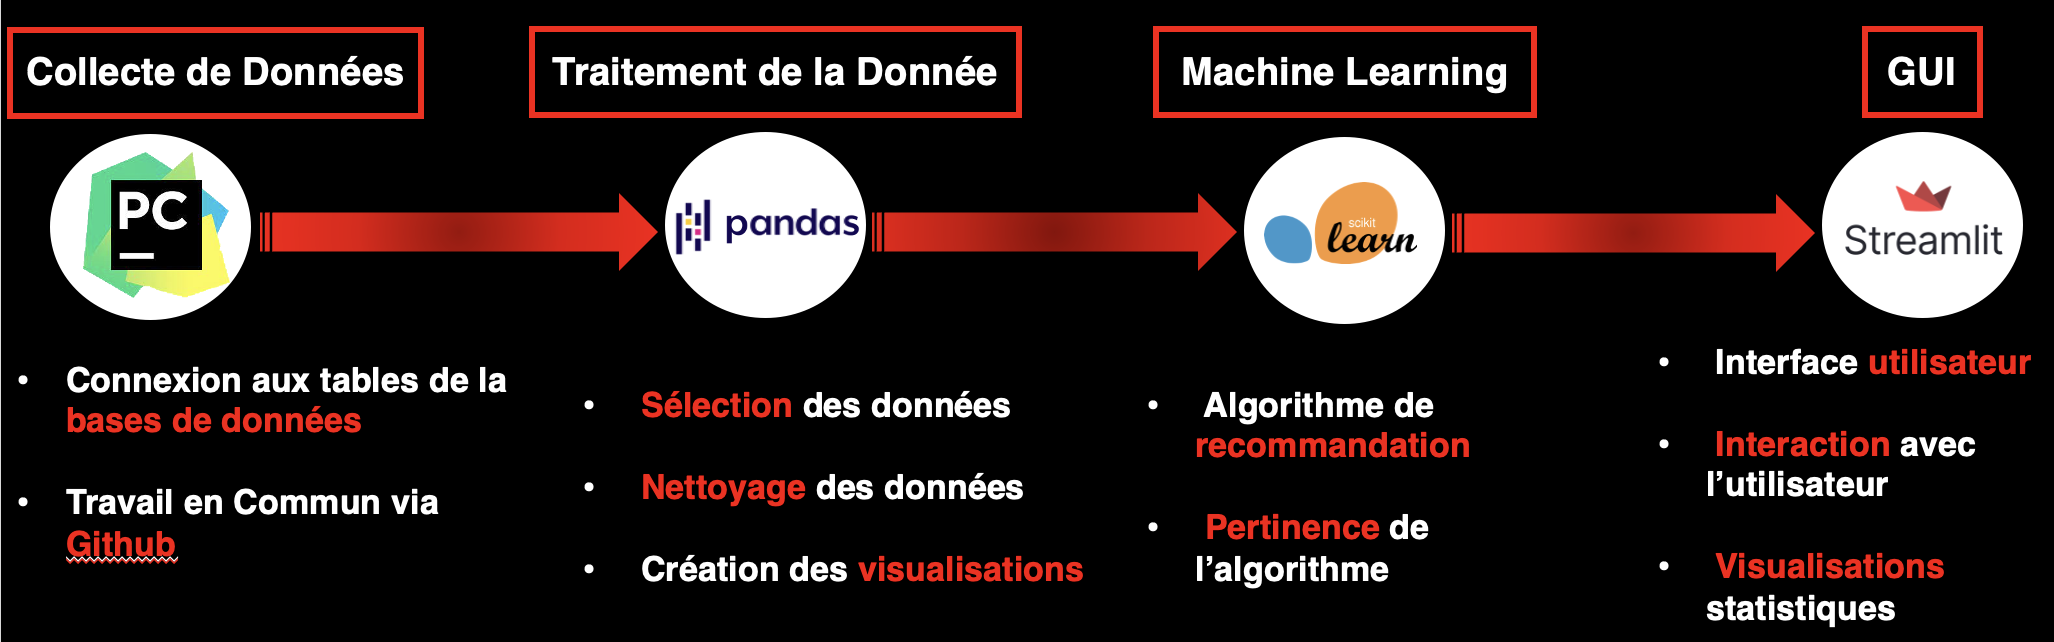 Collecte de Données
PC
Connexion aux tables de la
bases de données
Travail en Commun via
Github
Traitement de la Donnée
pandas
Sélection des données
Nettoyage des données
Création des visualisations
Machine Learning
scikit
learn
Algorithme de
recommandation
Pertinence de
l’algorithme
GUI
Streamlit
Interface utilisateur
Interaction avec
l’utilisateur
Visualisations
statistiques